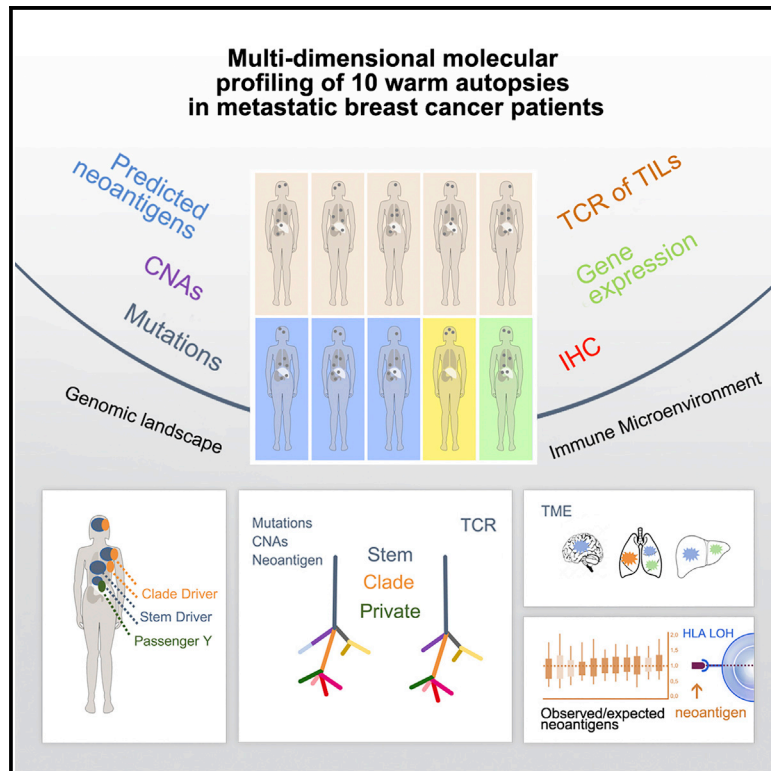 Multi-dimensional molecular
profiling of 10 warm autopsies
in metastatic breast cancer patients
Predicted
neoantigens
CNAs
Mutations
Genomic landscape
TCR of TILs
Gene
expression
IHC
Immune Microenvironment
Clade Driver
Stem Driver
Passenger Y
Mutations
CNAs
Neoantigen
TCR
Stem
Clade
Private
TME
2,0
1,5
1,0
0,5
0,0
Observed/expected
neoantigens
HLA LOH
neoantigen